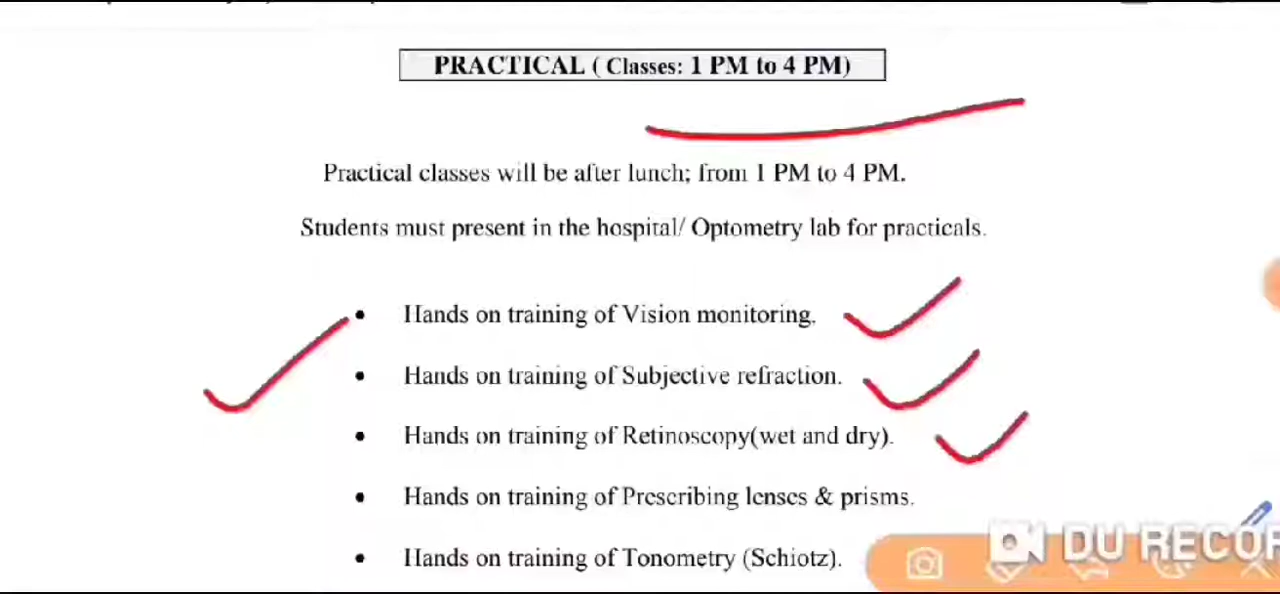 PRACTICAL ( Classes: 1 PM to 4 PM)
Practical classes will be after lunch; from 1 PM to 4 PM.
Students must present in the hospital/ Optometry lab for practicals.
• Hands on training of Vision monitoring.
• Hands on training of Subjective refraction.
• Hands on training of Retinoscopy(wet and dry).
• Hands on training of Prescribing lenses & prisms.
• Hands on training of Tonometry (Schiotz).
DU RECOR